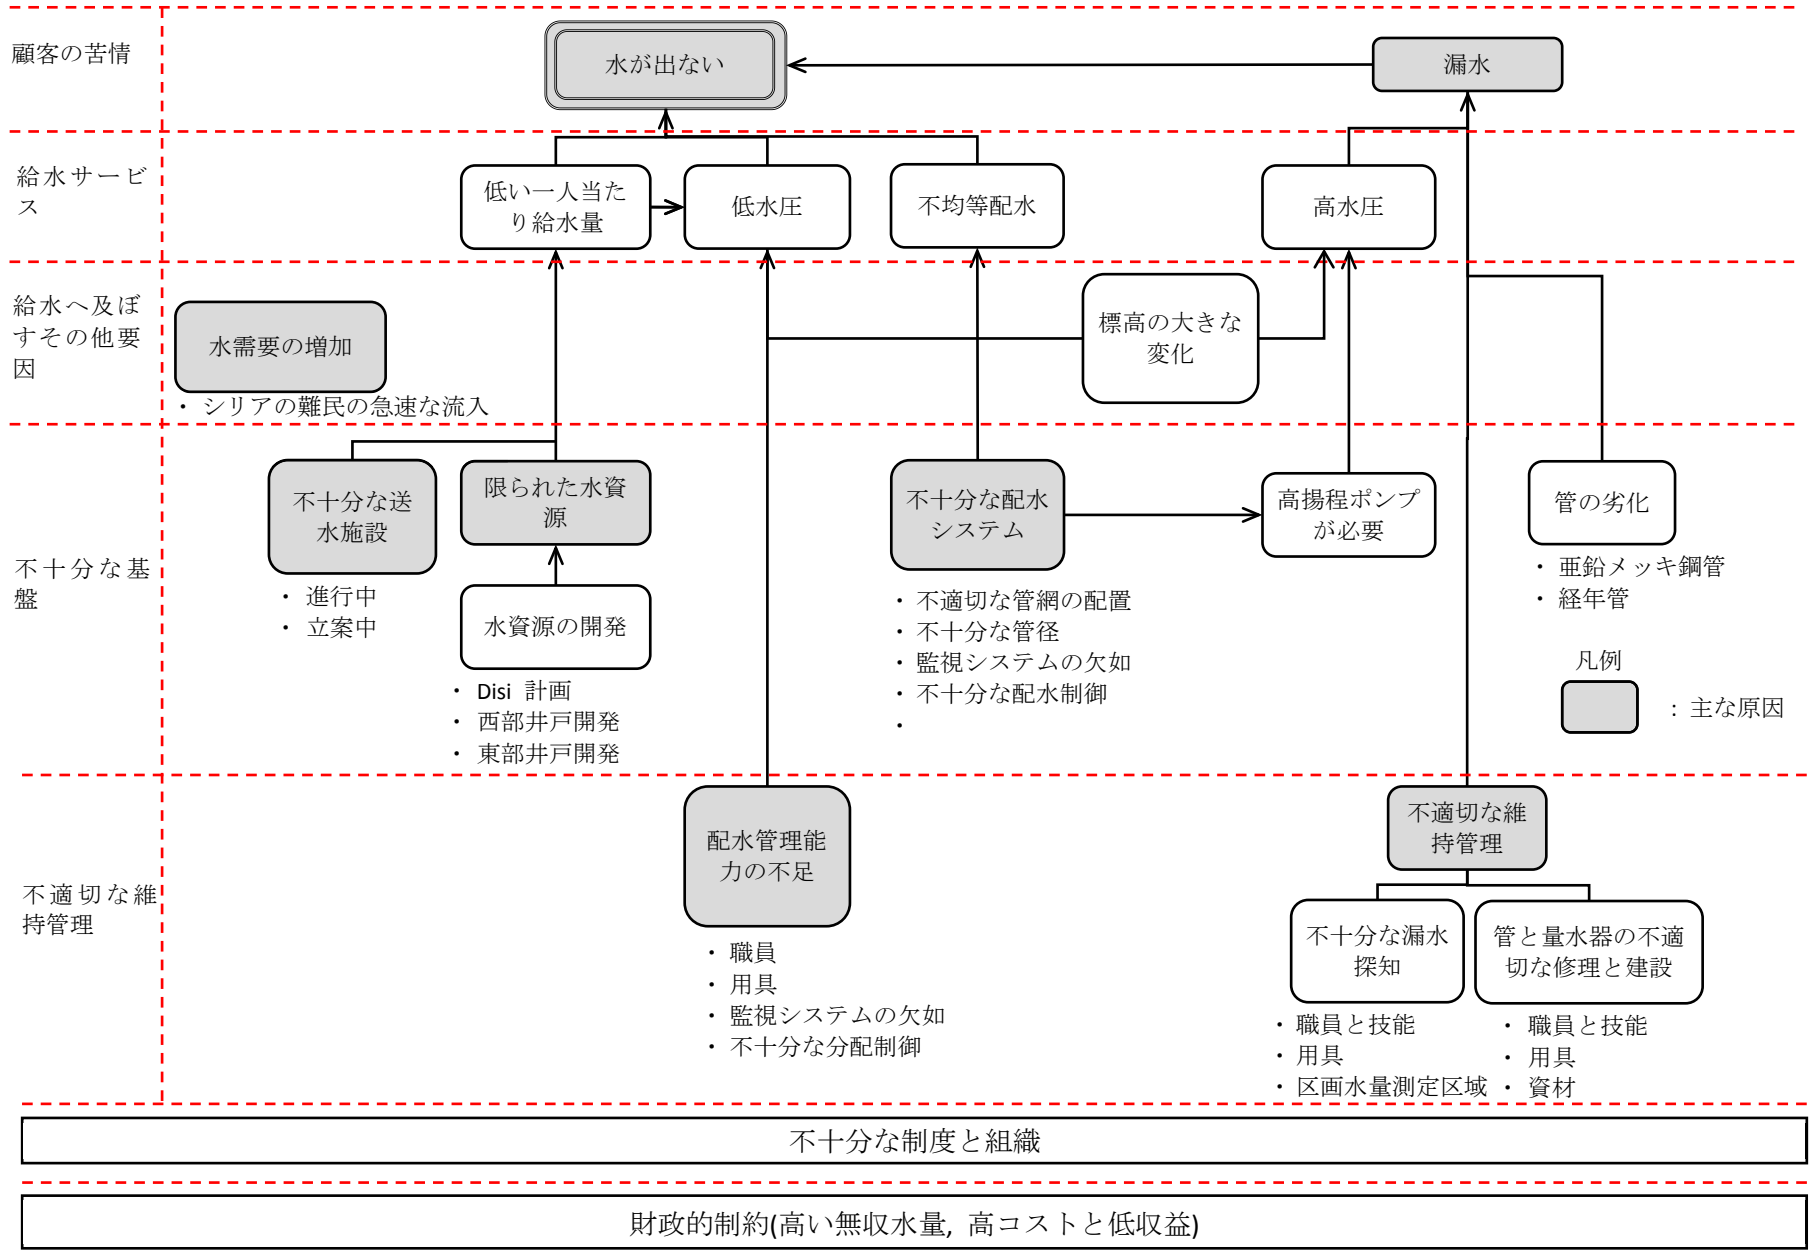 顧客の苦情
水が出ない
漏水
給水サービ
ス
低い一人当た
り給水量
低水圧
不均等配水
高水圧
給水へ及ぼ
すその他要
因
水需要の増加
・ シリアの難民の急速な流入
標高の大きな
変化
不十分な基
盤
不十分な送
水施設
・ 進行中
・ 立案中
限られた水資
源
水資源の開発
・ Disi 計画
・ 西部井戸開発
・ 東部井戸開発
不十分な配水
システム
・ 不適切な管網の配置
・ 不十分な管径
・ 監視システムの欠如
・ 不十分な配水制御
・
高揚程ポンプ
が必要
管の劣化
・ 亜鉛メッキ鋼管
・ 経年管
凡例
: 主な原因
不適切な維
持管理
配水管理能
力の不足
・ 職員
・ 用具
・ 監視システムの欠如
・ 不十分な分配制御
不適切な維
持管理
不十分な漏水
探知
・ 職員と技能
・ 用具
・ 区画水量測定区域
管と量水器の不適
切な修理と建設
・ 職員と技能
・ 用具
・ 資材
不十分な制度と組織
財政的制約(高い無収水量, 高コストと低収益)